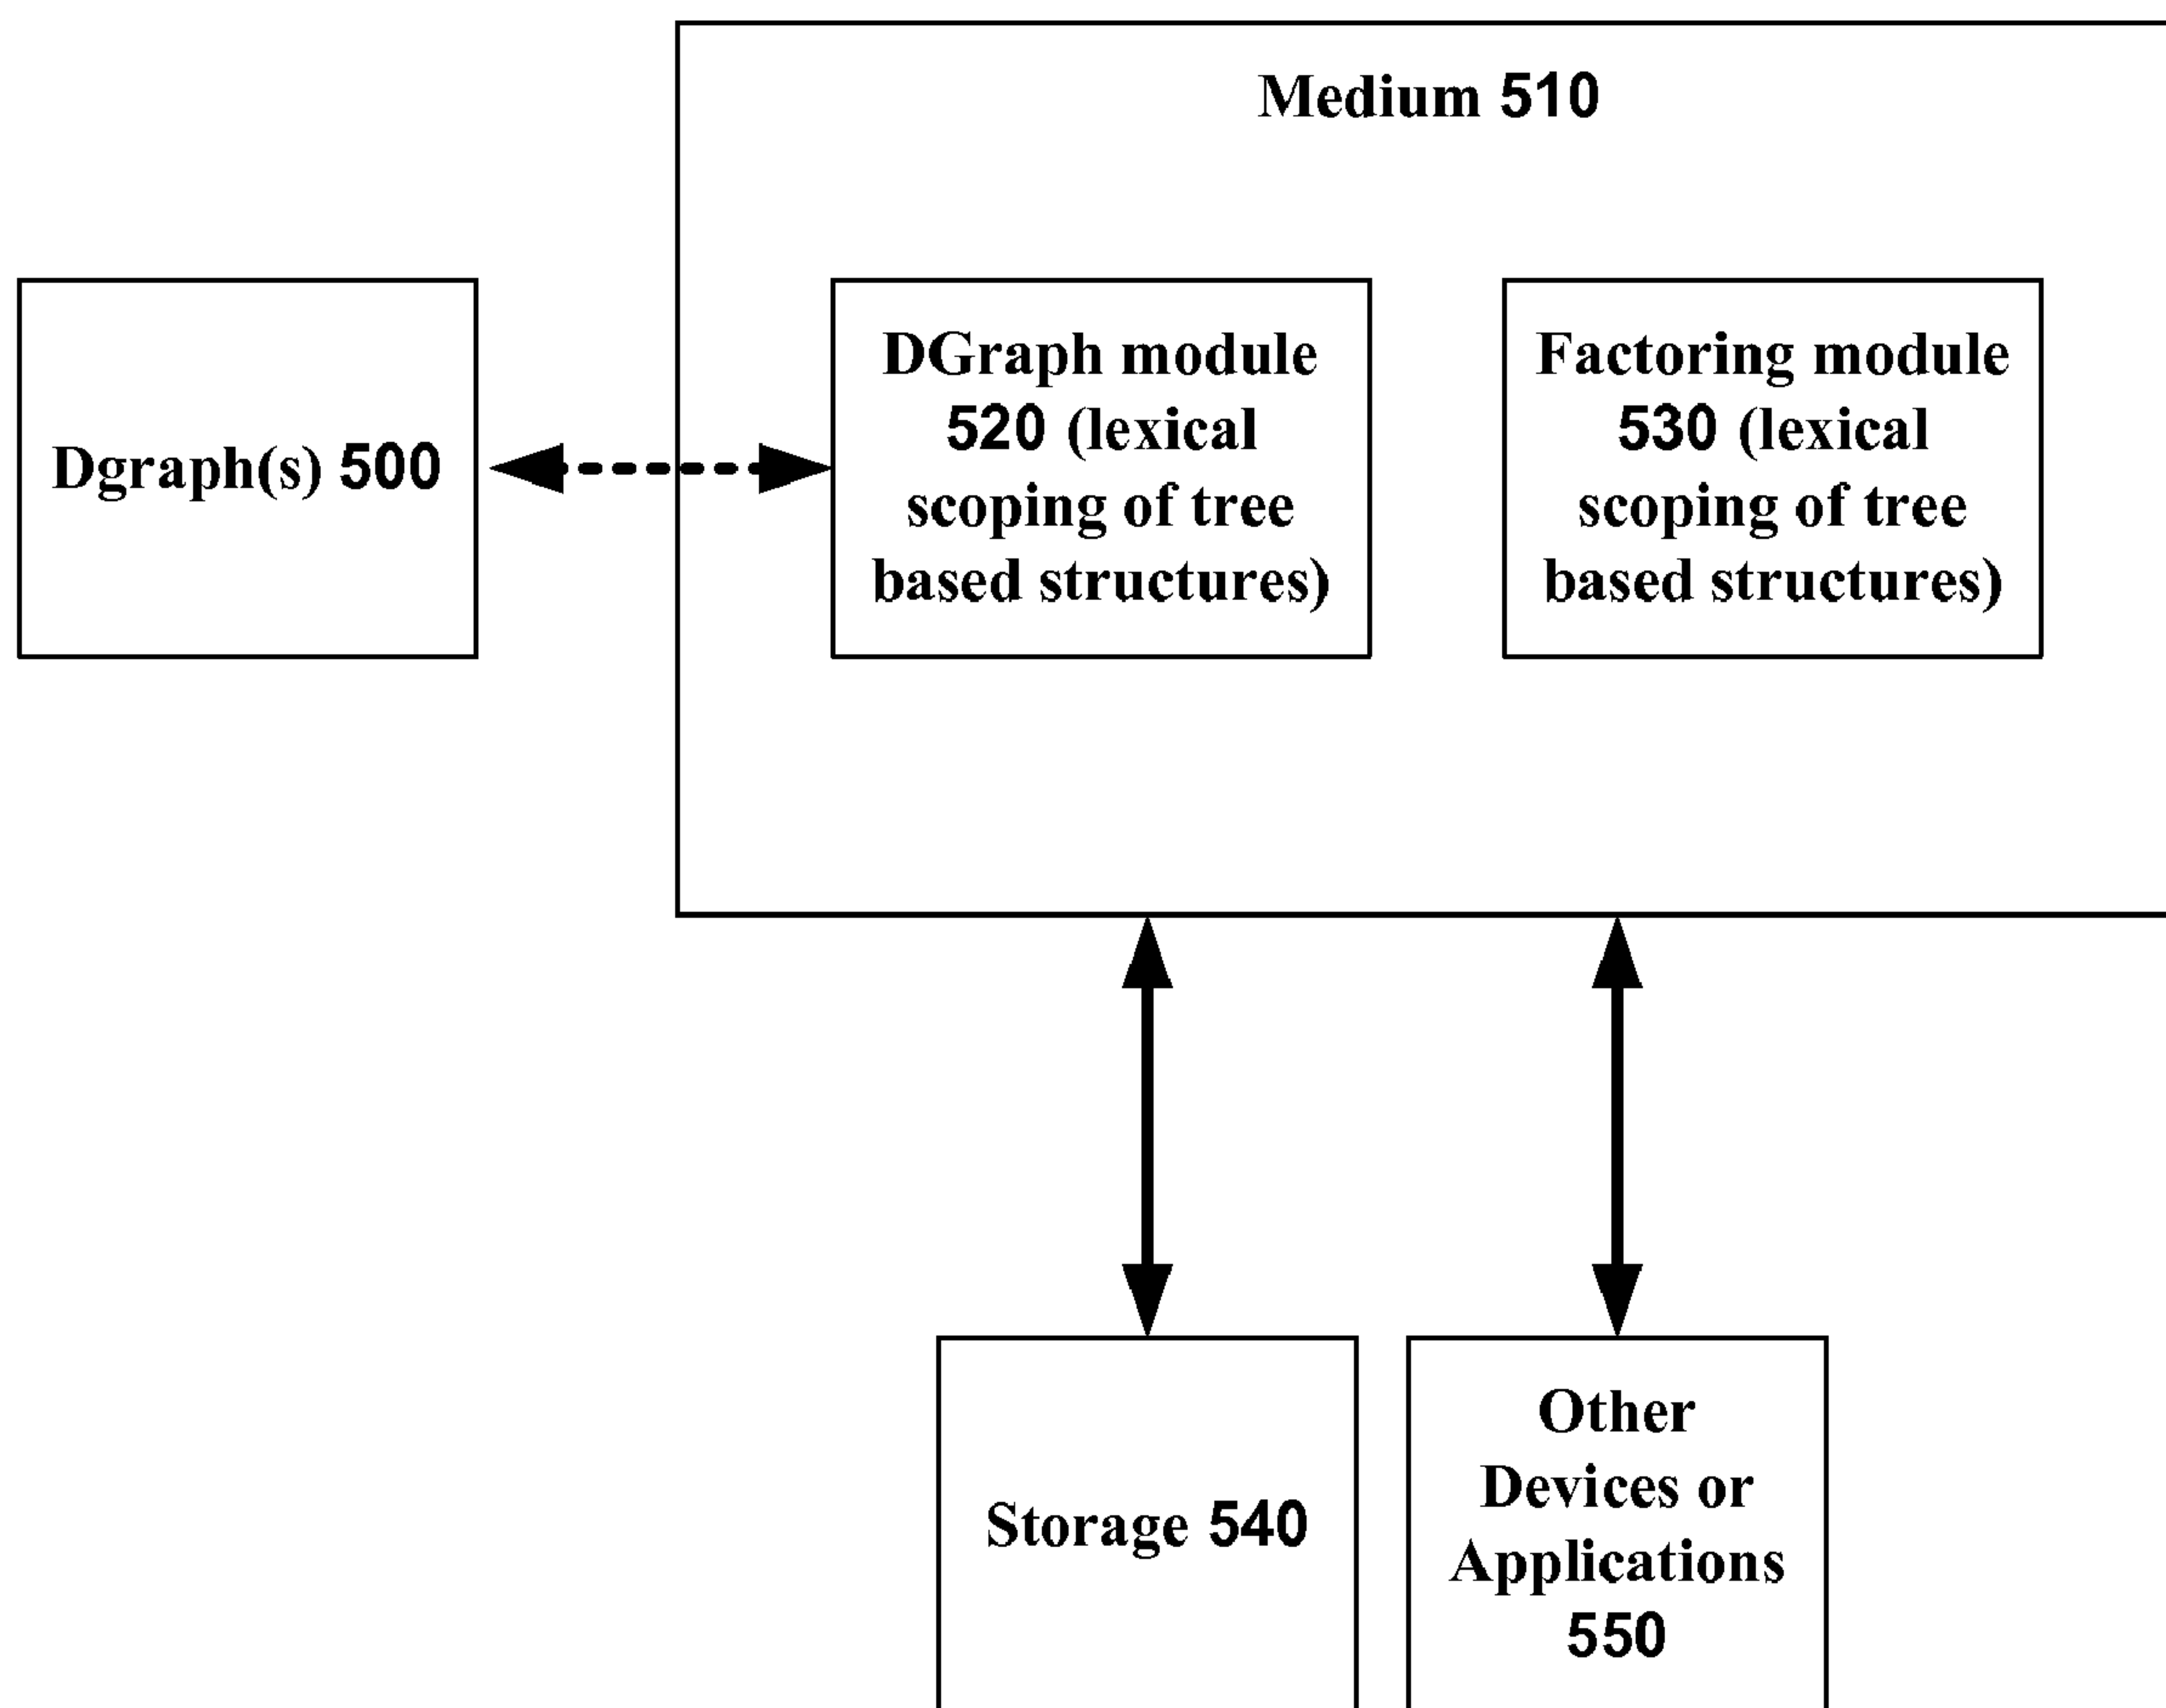 Medium 510
Dgraph(s) 500
DGraph module
520 (lexical
scoping of tree
based structures)
Factoring module
530 (lexical
scoping of tree
based structures)
Storage 540
Other
Devices or
Applications
550